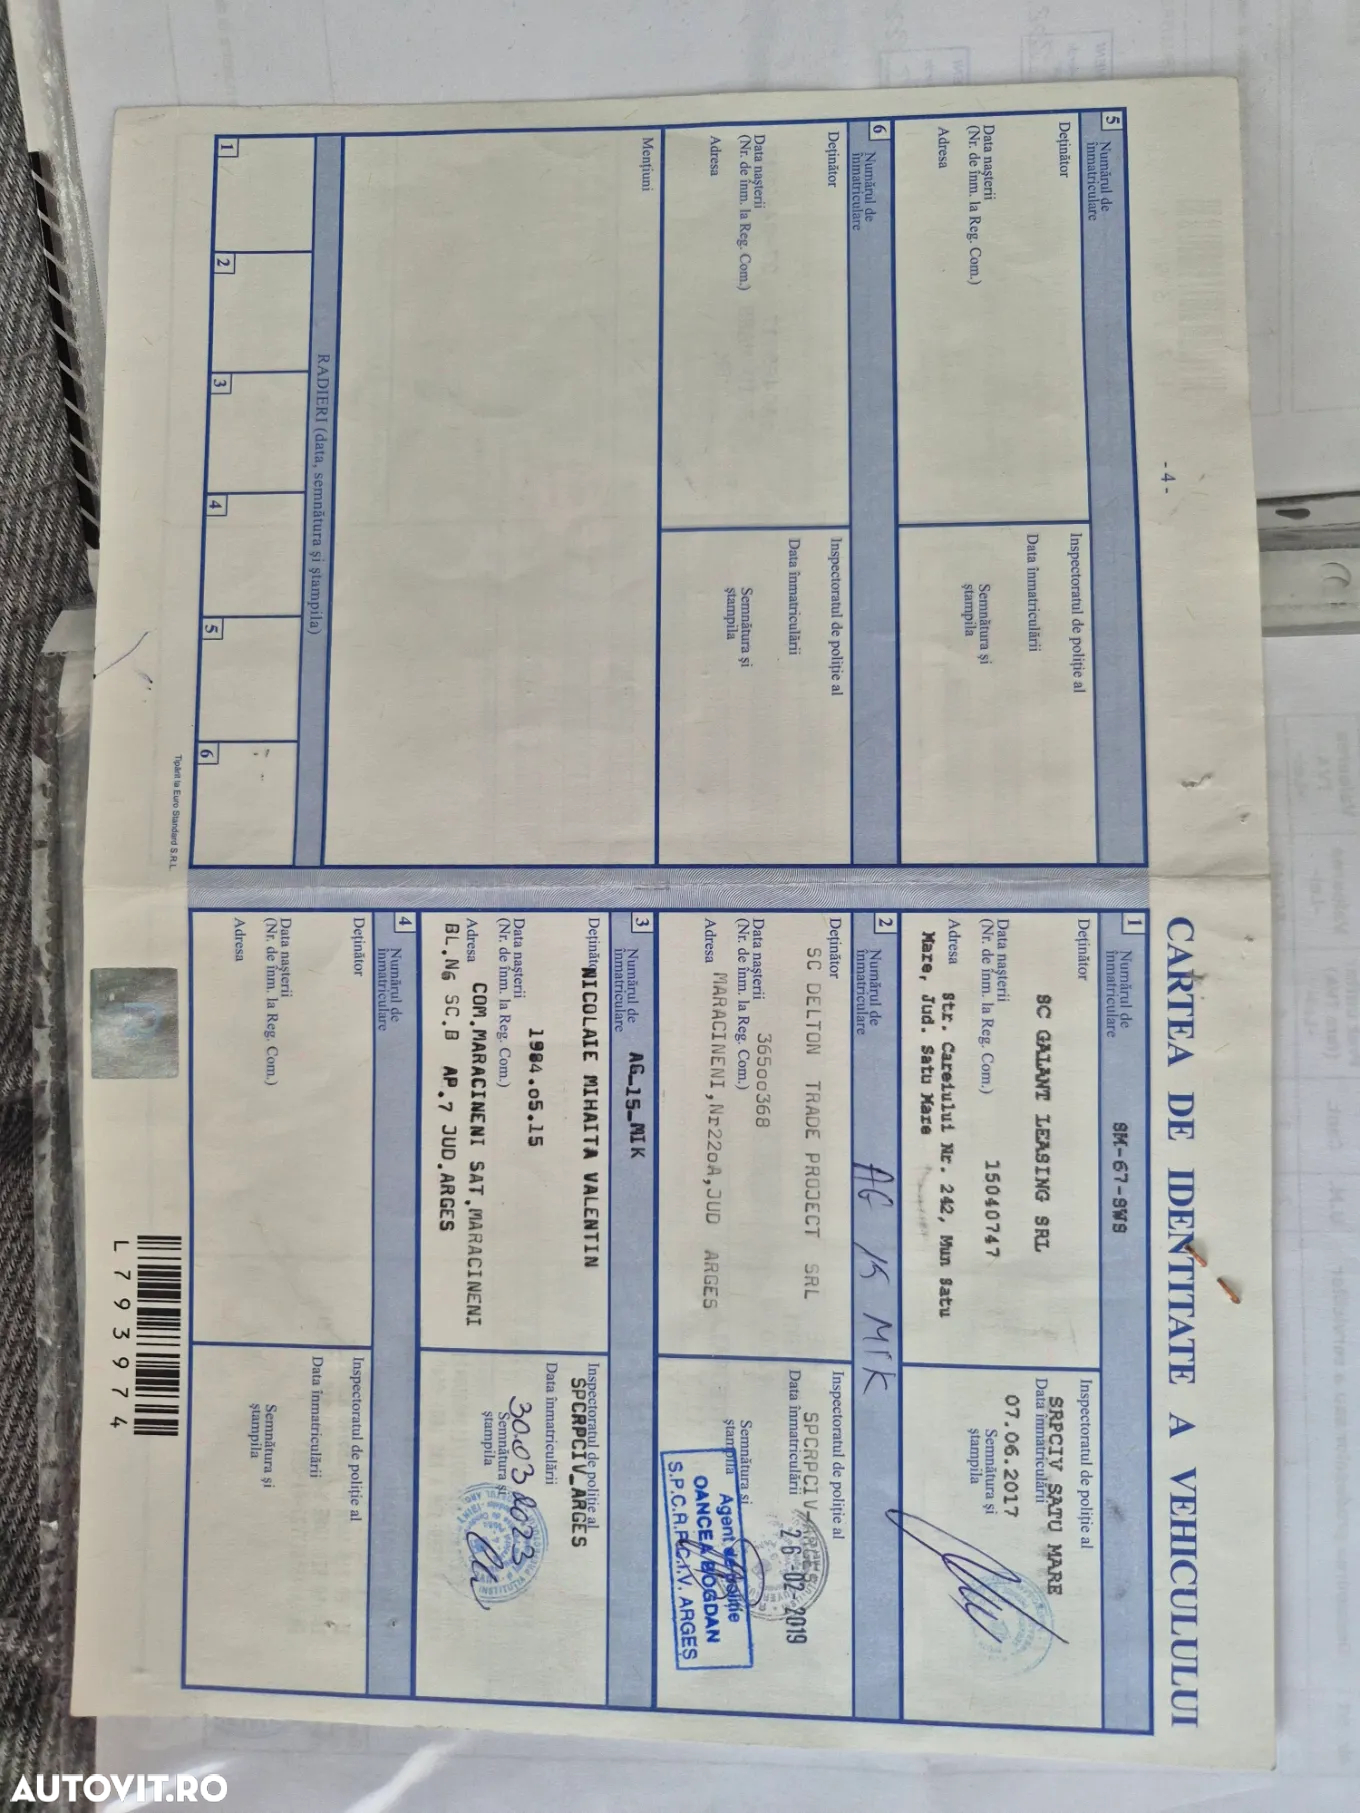 CARTEA DE IDENTITATE A VEHICULULUI
1 Numărul de
înmatriculare
SM-67-SWS
Deținător
SC GALANT LEASING SRL
Data nașterii
(Nr. de înm. la Reg. Com.)
15040747
Adresa
Str. Careiului Nr. 242, Mun Satu
Mare, Jud. Satu Mare
Inspectoratul de poliție al
SRPCIV SATU MARE
Data înmatriculării
07.06.2017
Semnătura și
ștampila
2 Numărul de
înmatriculare
AG 15 MIK
Deținător
SC DELTON TRADE PROJECT SRL
Data nașterii
(Nr. de înm. la Reg. Com.)
36500368
Adresa
MARACINENI,Nr220A,JUD ARGES
Inspectoratul de poliție al
SPCRPCIV-ARGES
Data înmatriculării
26-02-2019
Semnătura și
ștampila
Agent de poliție
OANCEA BOGDAN
S.P.C.R.P.C.I.V. ARGEȘ
3 Numărul de
înmatriculare
AG_15_MIK
Deținător
NICOLAIE MIHAITA VALENTIN
Data nașterii
(Nr. de înm. la Reg. Com.)
1984.05.15
Adresa
COM.MARACINENI SAT.MARACINENI
BL.N6 SC.B AP.7 JUD.ARGES
Inspectoratul de poliție al
SPCRPCIV_ARGES
Data înmatriculării
30.03.2023
Semnătura și
ștampila
4 Numărul de
înmatriculare
Deținător
Data nașterii
(Nr. de înm. la Reg. Com.)
Adresa
Inspectoratul de poliție al
Data înmatriculării
Semnătura și
ștampila
L793974
- 4 -
5 Numărul de
înmatriculare
Deținător
Data nașterii
(Nr. de înm. la Reg. Com.)
Adresa
Inspectoratul de poliție al
Data înmatriculării
Semnătura și
ștampila
6 Numărul de
înmatriculare
Deținător
Data nașterii
(Nr. de înm. la Reg. Com.)
Adresa
Inspectoratul de poliție al
Data înmatriculării
Semnătura și
ștampila
Mențiuni
RADIERI (data, semnătura și ștampila)
1
2
3
4
5
6
Tipărit la Euro Standard S.R.L.
AUTOVIT.RO